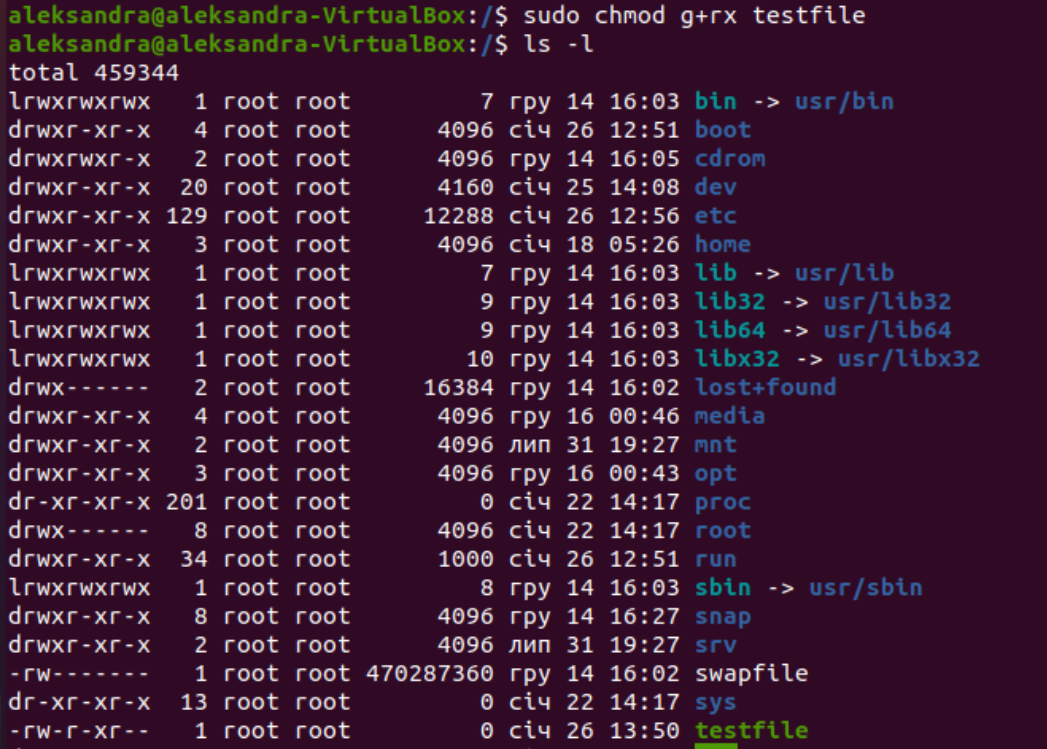 aleksandra@aleksandra-VirtualBox:/$ sudo chmod g+rx testfile
aleksandra@aleksandra-VirtualBox:/$ ls -l
total 459344
lrwxrwxrwx   1 root root         7 гру 14 16:03 bin -> usr/bin
drwxr-xr-x   4 root root      4096 січ 26 12:51 boot
drwxrwxr-x   2 root root      4096 гру 14 16:05 cdrom
drwxr-xr-x  20 root root      4160 січ 25 14:08 dev
drwxr-xr-x 129 root root     12288 січ 26 12:56 etc
drwxr-xr-x   3 root root      4096 січ 18 05:26 home
lrwxrwxrwx   1 root root         7 гру 14 16:03 lib -> usr/lib
lrwxrwxrwx   1 root root         9 гру 14 16:03 lib32 -> usr/lib32
lrwxrwxrwx   1 root root         9 гру 14 16:03 lib64 -> usr/lib64
lrwxrwxrwx   1 root root        10 гру 14 16:03 libx32 -> usr/libx32
drwx------   2 root root     16384 гру 14 16:02 lost+found
drwxr-xr-x   4 root root      4096 гру 16 00:46 media
drwxr-xr-x   2 root root      4096 лип 31 19:27 mnt
drwxr-xr-x   3 root root      4096 гру 16 00:43 opt
dr-xr-xr-x 201 root root         0 січ 22 14:17 proc
drwx------   8 root root      4096 січ 22 14:17 root
drwxr-xr-x  34 root root      1000 січ 26 12:51 run
lrwxrwxrwx   1 root root         8 гру 14 16:03 sbin -> usr/sbin
drwxr-xr-x   8 root root      4096 гру 14 16:27 snap
drwxr-xr-x   2 root root      4096 лип 31 19:27 srv
-rw-------   1 root root 470287360 гру 14 16:02 swapfile
dr-xr-xr-x  13 root root         0 січ 22 14:17 sys
-rw-r-xr--   1 root root         0 січ 26 13:50 testfile